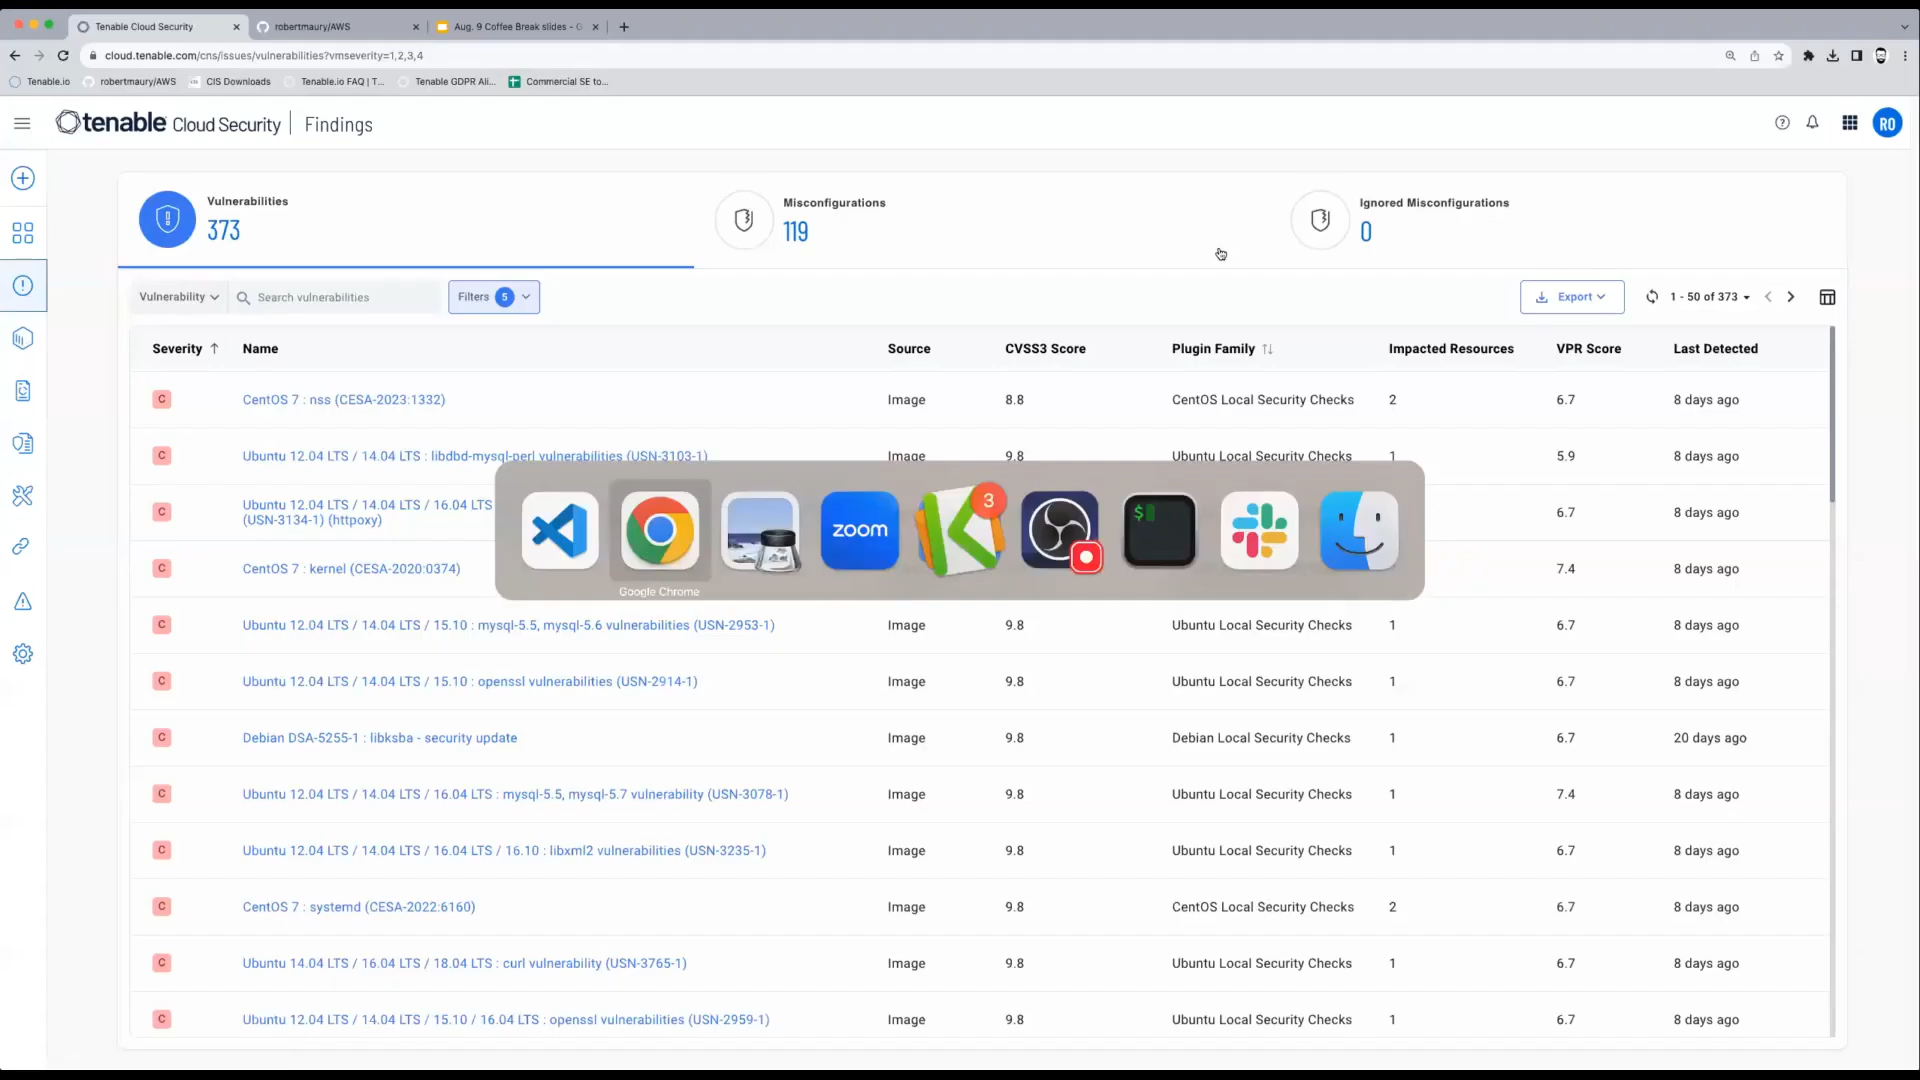 Tenable Cloud Security
robertmaury/AWS
Aug. 9 Coffee Break slides - G
cloud.tenable.com/cns/issues/vulnerabilities?vmseverity=1,2,3,4
Tenable.io
robertmaury/AWS
CIS Downloads
Tenable.io FAQ | T...
Tenable GDPR Ali...
Commercial SE to...
tenable Cloud Security
Findings
RO
Vulnerabilities
373
Misconfigurations
119
Ignored Misconfigurations
0
Vulnerability
Search vulnerabilities
Filters 5
Export
1 - 50 of 373
Severity Name Source CVSS3 Score Plugin Family Impacted Resources VPR Score Last Detected
C CentOS 7 : nss (CESA-2023:1332) Image 8.8 CentOS Local Security Checks 2 6.7 8 days ago
C Ubuntu 12.04 LTS / 14.04 LTS : libdbd-mysql-perl vulnerabilities (USN-3103-1) Image 9.8 Ubuntu Local Security Checks 1 5.9 8 days ago
C Ubuntu 12.04 LTS / 14.04 LTS / 16.04 LTS 6.7 8 days ago
(USN-3134-1) (httpoxy)
zoom
3
$
C CentOS 7 : kernel (CESA-2020:0374) 7.4 8 days ago
Google Chrome
C Ubuntu 12.04 LTS / 14.04 LTS / 15.10 : mysql-5.5, mysql-5.6 vulnerabilities (USN-2953-1) Image 9.8 Ubuntu Local Security Checks 1 6.7 8 days ago
C Ubuntu 12.04 LTS / 14.04 LTS / 15.10 : openssl vulnerabilities (USN-2914-1) Image 9.8 Ubuntu Local Security Checks 1 6.7 8 days ago
C Debian DSA-5255-1 : libksba - security update Image 9.8 Debian Local Security Checks 1 6.7 20 days ago
C Ubuntu 12.04 LTS / 14.04 LTS / 16.04 LTS : mysql-5.5, mysql-5.7 vulnerability (USN-3078-1) Image 9.8 Ubuntu Local Security Checks 1 7.4 8 days ago
C Ubuntu 12.04 LTS / 14.04 LTS / 16.04 LTS / 16.10 : libxml2 vulnerabilities (USN-3235-1) Image 9.8 Ubuntu Local Security Checks 1 6.7 8 days ago
C CentOS 7 : systemd (CESA-2022:6160) Image 9.8 CentOS Local Security Checks 2 6.7 8 days ago
C Ubuntu 14.04 LTS / 16.04 LTS / 18.04 LTS : curl vulnerability (USN-3765-1) Image 9.8 Ubuntu Local Security Checks 1 6.7 8 days ago
C Ubuntu 12.04 LTS / 14.04 LTS / 15.10 / 16.04 LTS : openssl vulnerabilities (USN-2959-1) Image 9.8 Ubuntu Local Security Checks 1 6.7 8 days ago